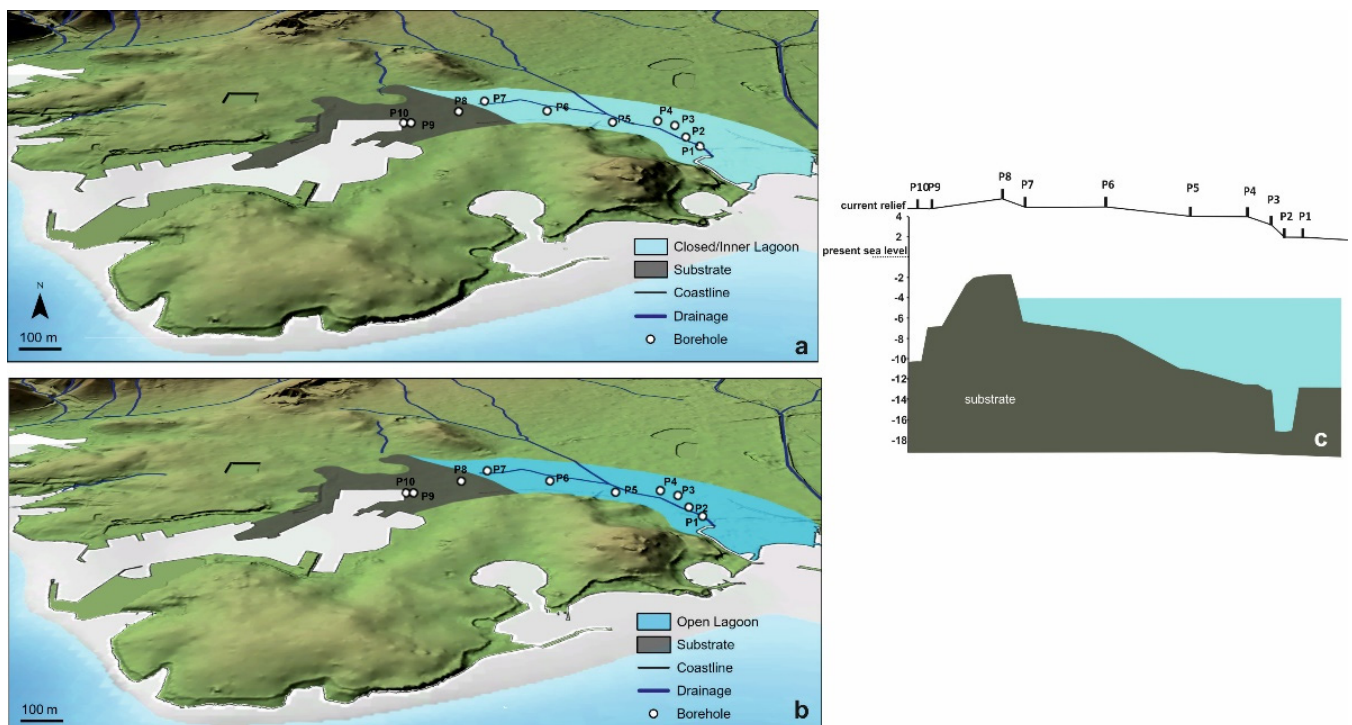 P10
P9
P8
P7
P6
P5
P4
P3
P2
P1
Closed/Inner Lagoon
Substrate
Coastline
Drainage
Borehole
N
100 m
a
P10
P9
P8
P7
P6
P5
P4
P3
P2
P1
Open Lagoon
Substrate
Coastline
Drainage
Borehole
100 m
b
P10 P9 P8 P7 P6 P5 P4 P3 P2 P1
current relief
4
2
present sea level
-2
-4
-6
-8
-10
-12
-14
-16
-18
substrate
c